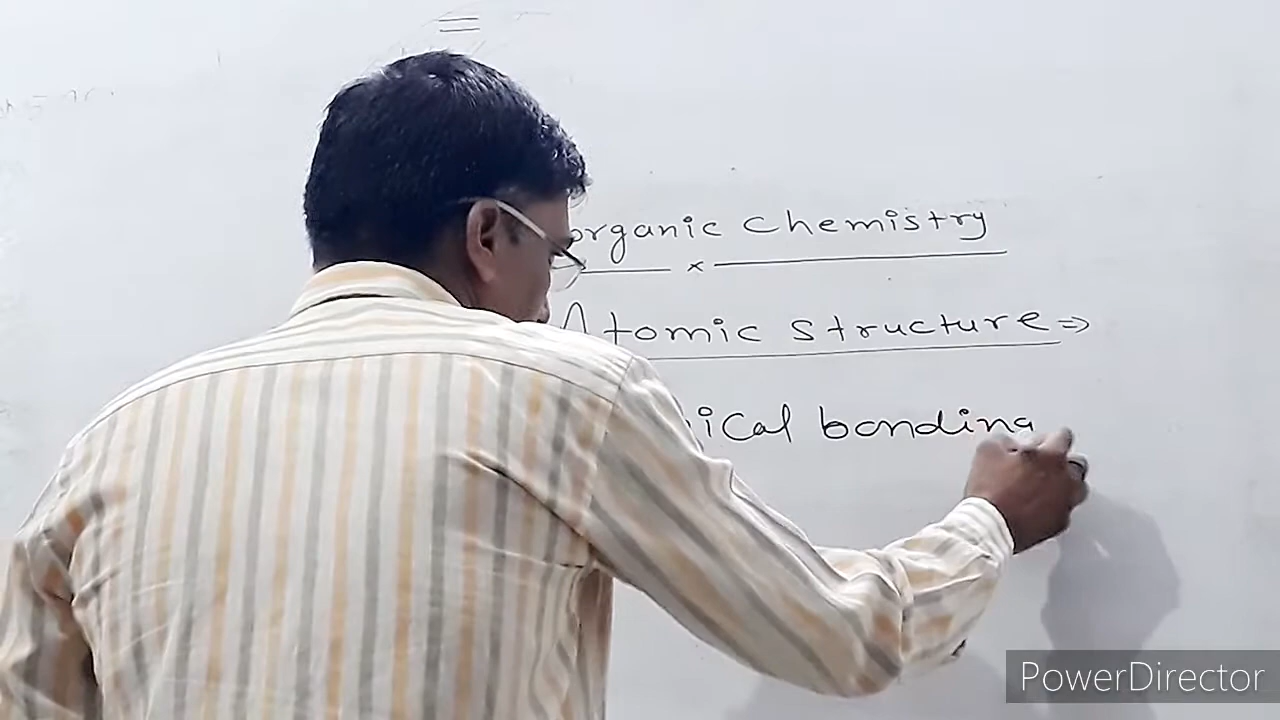 organic Chemistry
Atomic structure ⇒
ical bonding
PowerDirector